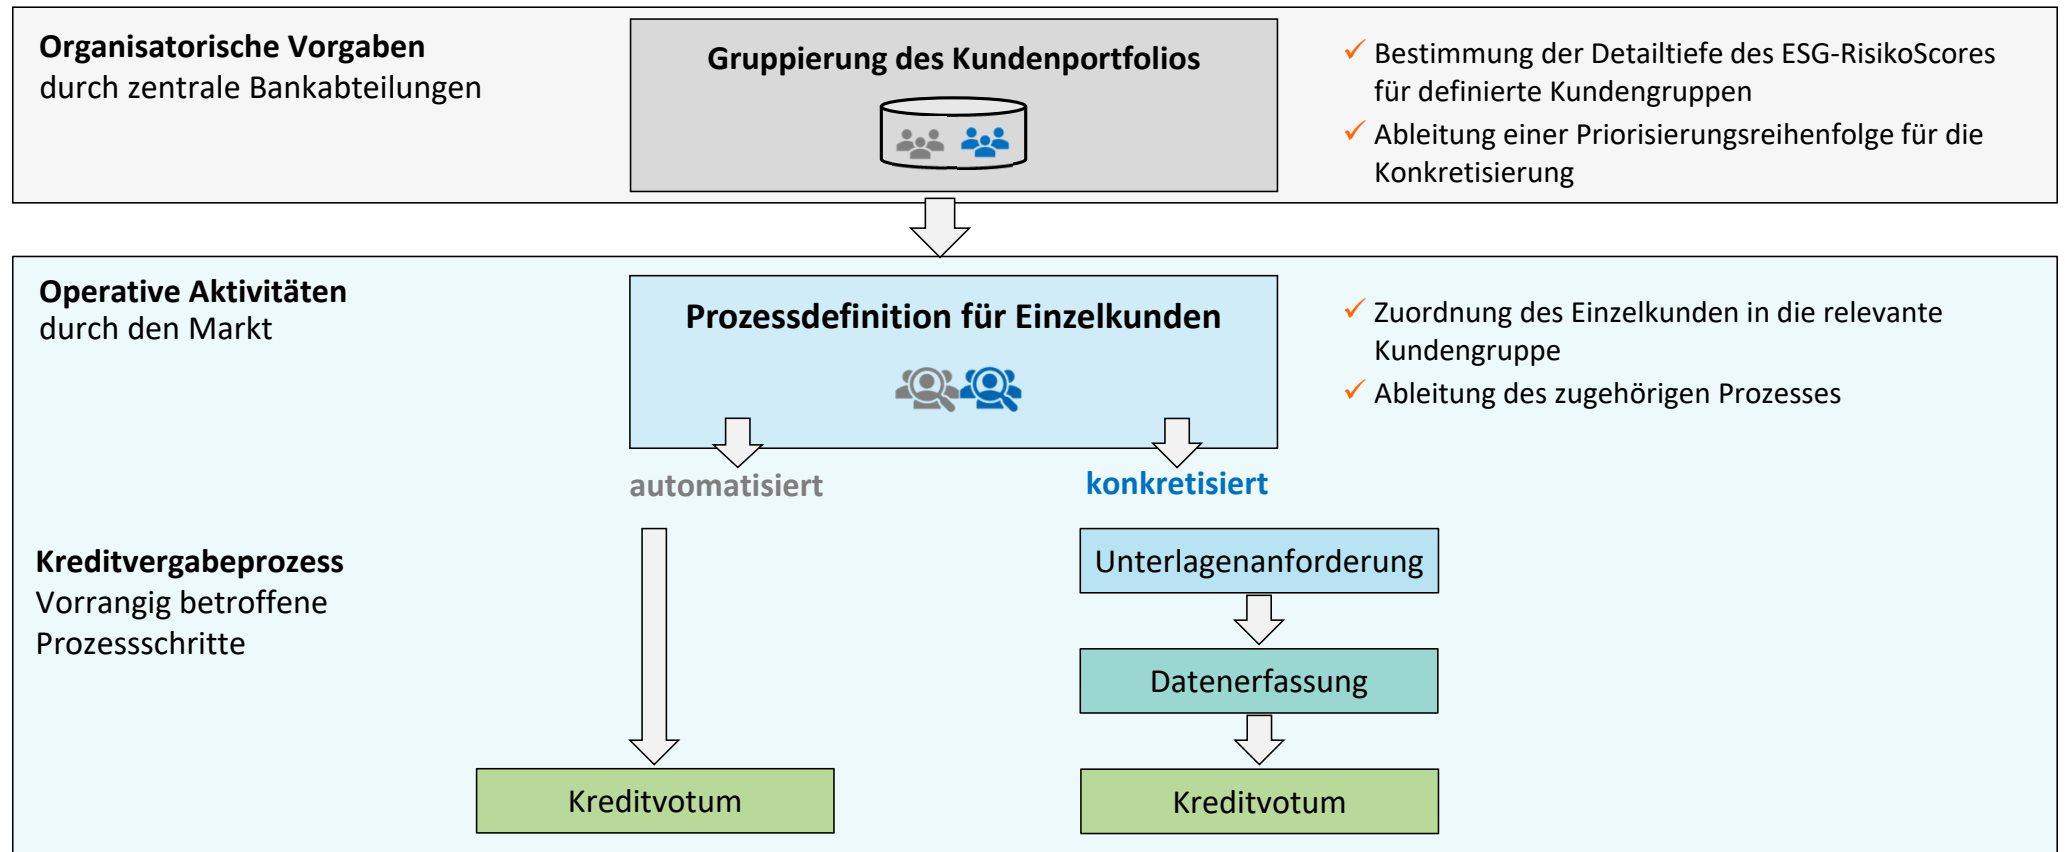 Organisatorische Vorgaben
durch zentrale Bankabteilungen
Gruppierung des Kundenportfolios
✓ Bestimmung der Detailtiefe des ESG-RisikoScores
für definierte Kundengruppen
✓ Ableitung einer Priorisierungsreihenfolge für die
Konkretisierung
Operative Aktivitäten
durch den Markt
Prozessdefinition für Einzelkunden
✓ Zuordnung des Einzelkunden in die relevante
Kundengruppe
✓ Ableitung des zugehörigen Prozesses
automatisiert
konkretisiert
Kreditvergabeprozess
Vorrangig betroffene
Prozessschritte
Unterlagenanforderung
Datenerfassung
Kreditvotum
Kreditvotum